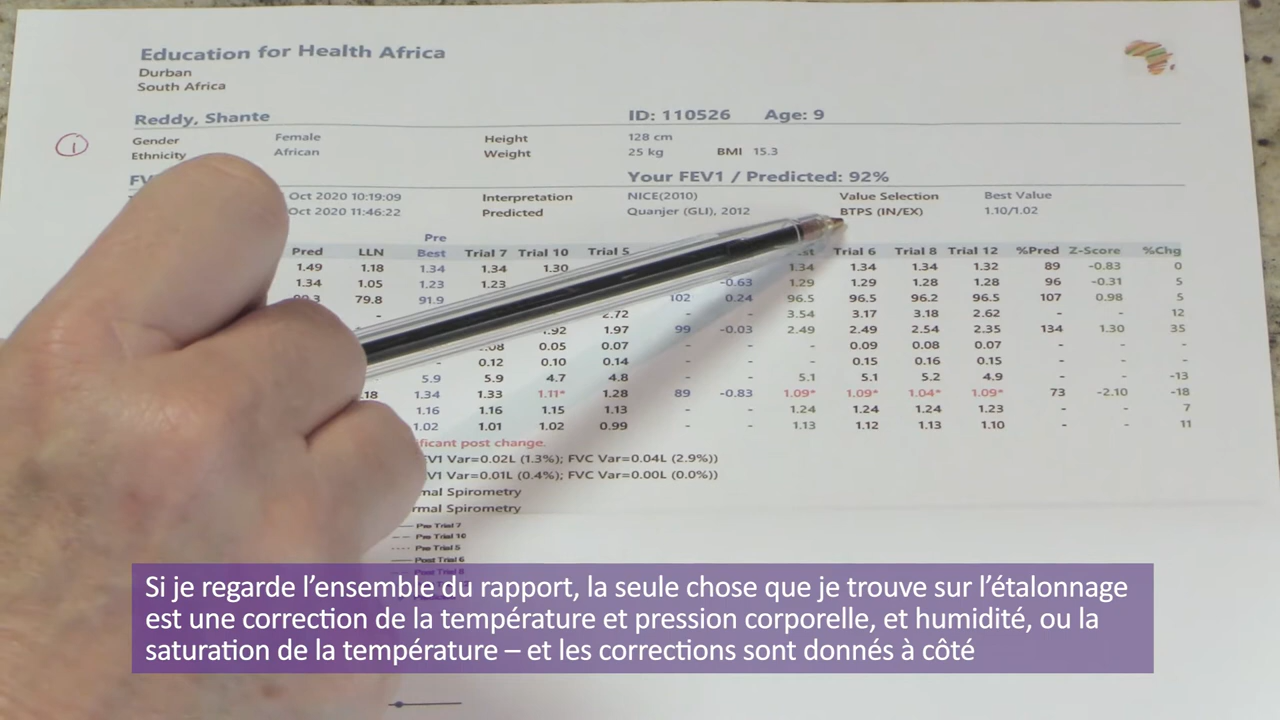 Education for Health Africa
Durban
South Africa
Reddy, Shante ID: 110526 Age: 9
1
Gender Female Height 128 cm
Ethnicity African Weight 25 kg BMI 15.3
Your FEV1 / Predicted: 92%
Oct 2020 10:19:09 Interpretation NICE(2010) Value Selection Best Value
Oct 2020 11:46:22 Predicted Quanjer (GLI), 2012 BTPS (IN/EX) 1.10/1.02
Pre
Pred LLN Best Trial 7 Trial 10 Trial 5 Trial 6 Trial 8 Trial 12 %Pred Z-Score %Chg
1.49 1.18 1.34 1.34 1.30 1.34 1.34 1.34 1.32 89 -0.83 0
1.34 1.05 1.23 1.23 -0.63 1.29 1.29 1.28 1.28 96 -0.31 5
79.8 91.9 102 0.24 96.5 96.5 96.2 96.5 107 0.98 5
- 2.72 - - 3.54 3.17 3.18 2.62 - - 12
1.97 99 -0.03 2.49 2.49 2.54 2.35 134 1.30 35
0.05 0.07 - - - 0.09 0.08 0.07 - - -
- 0.12 0.10 0.14 - - - 0.15 0.16 0.15 - - -
5.9 5.9 4.7 4.8 - - 5.1 5.1 5.2 4.9 - - -13
1.34 1.33 1.11* 1.28 89 -0.83 1.09* 1.09* 1.04* 1.09* 73 -2.10 -18
1.16 1.16 1.15 1.13 - - 1.24 1.24 1.24 1.23 - - 7
1.02 1.01 1.02 0.99 - - 1.13 1.12 1.13 1.10 - - 11
post change.
Var=0.02L (1.3%); FVC Var=0.04L (2.9%))
Var=0.01L (0.4%); FVC Var=0.00L (0.0%))
Spirometry
Spirometry
Pre Trial 7
Pre Trial 10
Pre Trial 5
Post Trial 6
Si je regarde l’ensemble du rapport, la seule chose que je trouve sur l’étalonnage
est une correction de la température et pression corporelle, et humidité, ou la
saturation de la température – et les corrections sont donnés à côté